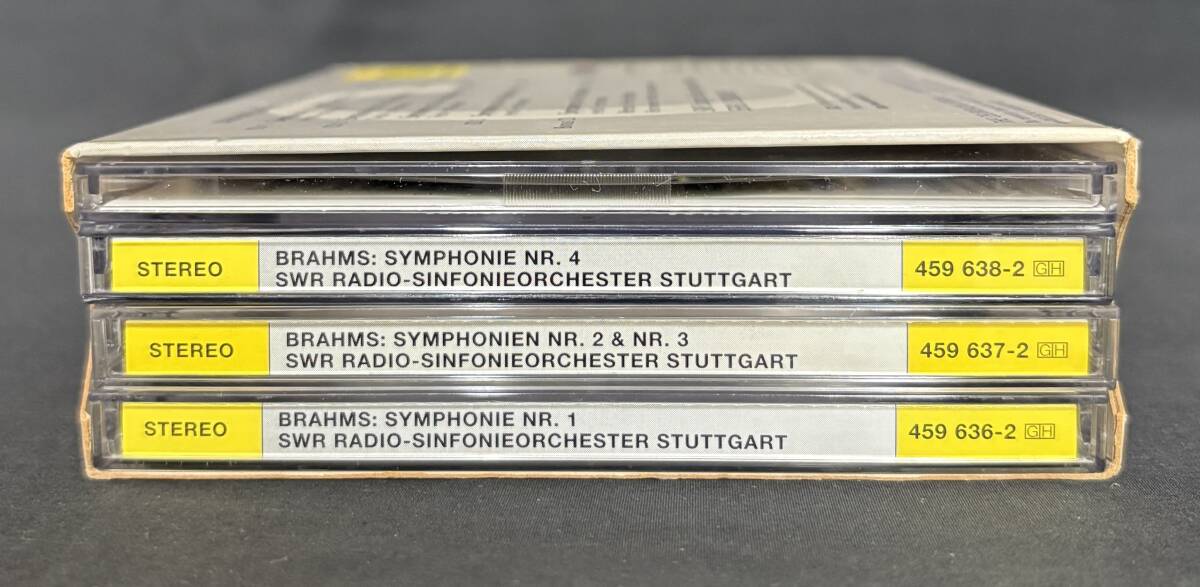 STEREO
BRAHMS: SYMPHONIE NR. 4
SWR RADIO-SINFONIEORCHESTER STUTTGART
459 638-2 GH
STEREO
BRAHMS: SYMPHONIEN NR. 2 & NR. 3
SWR RADIO-SINFONIEORCHESTER STUTTGART
459 637-2 GH
STEREO
BRAHMS: SYMPHONIE NR. 1
SWR RADIO-SINFONIEORCHESTER STUTTGART
459 636-2 GH